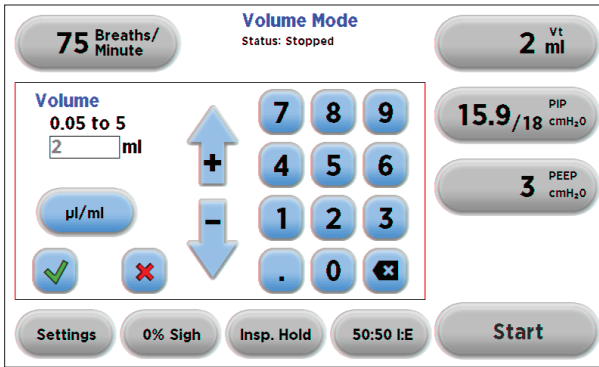 75 Breaths/
Minute
Volume Mode
Status: Stopped
2 Vt
ml
Volume
0.05 to 5
2 ml
µl/ml
+
−
7 8 9
4 5 6
1 2 3
. 0
15.9/18 PIP
cmH₂0
3 PEEP
cmH₂0
Settings
0% Sigh
Insp. Hold
50:50 I:E
Start